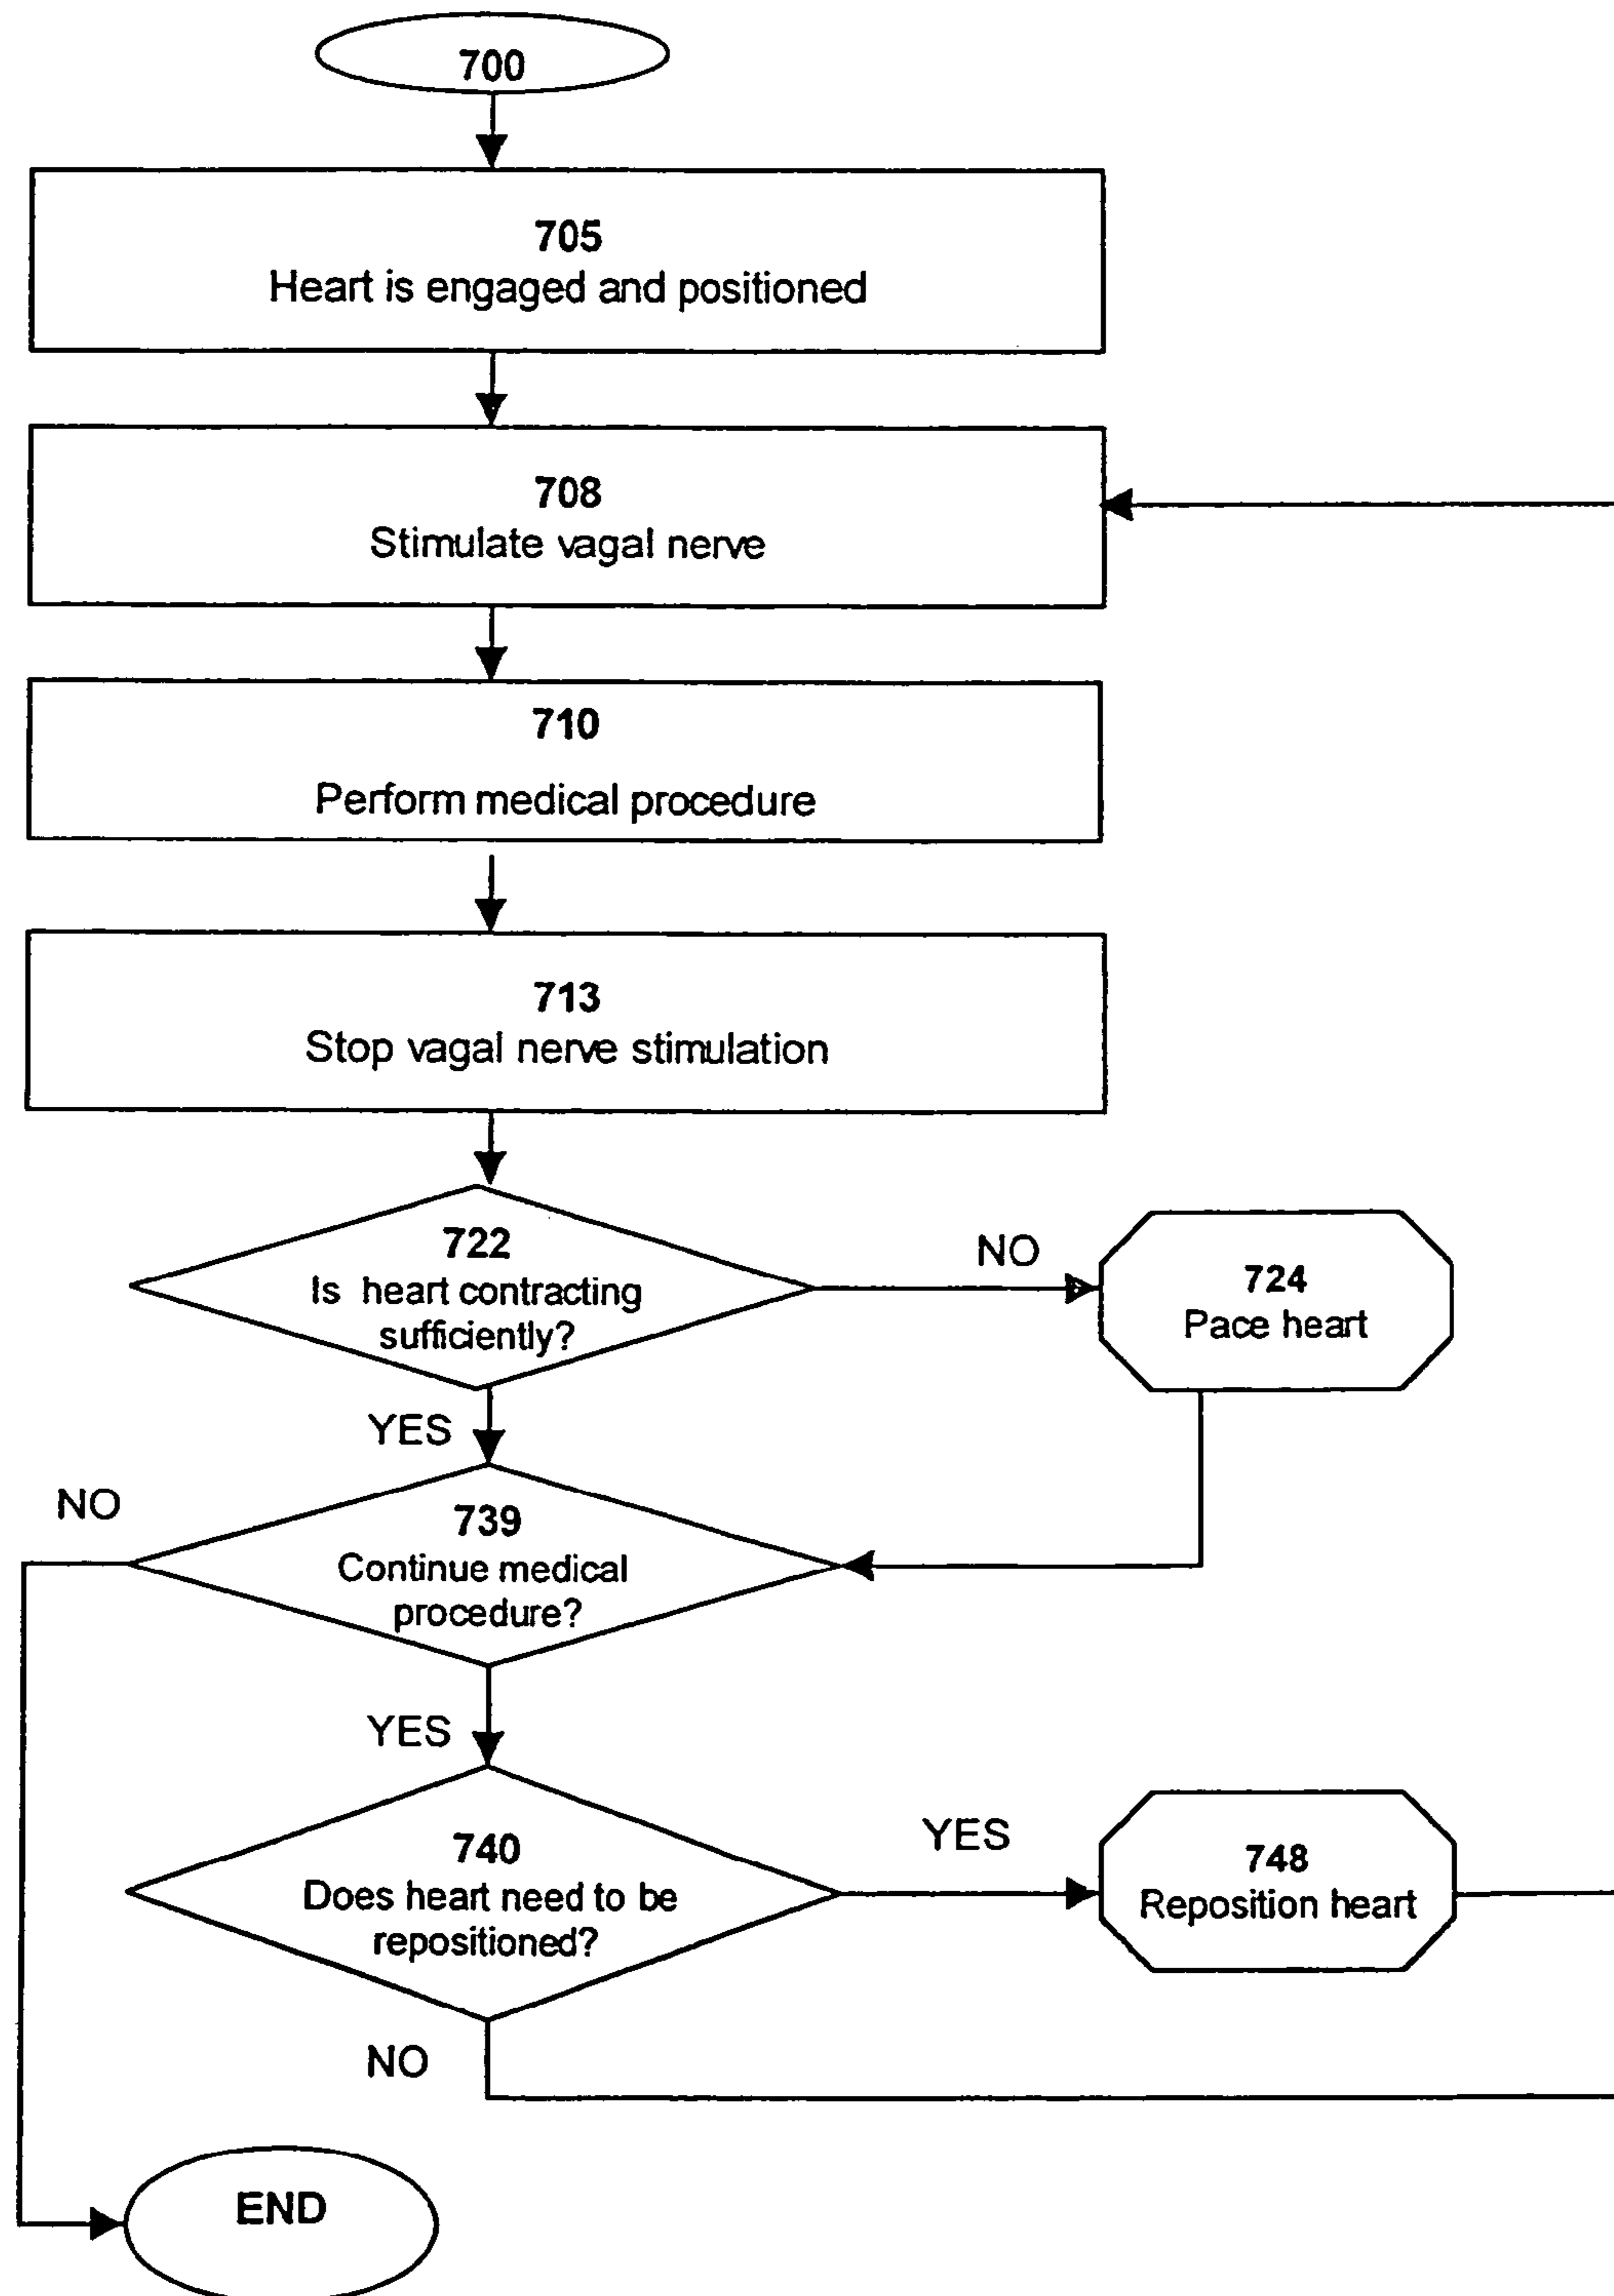 700
705
Heart is engaged and positioned
708
Stimulate vagal nerve
710
Perform medical procedure
713
Stop vagal nerve stimulation
722
Is heart contracting
sufficiently?
NO
724
Pace heart
YES
NO
739
Continue medical
procedure?
YES
740
Does heart need to be
repositioned?
YES
748
Reposition heart
NO
END